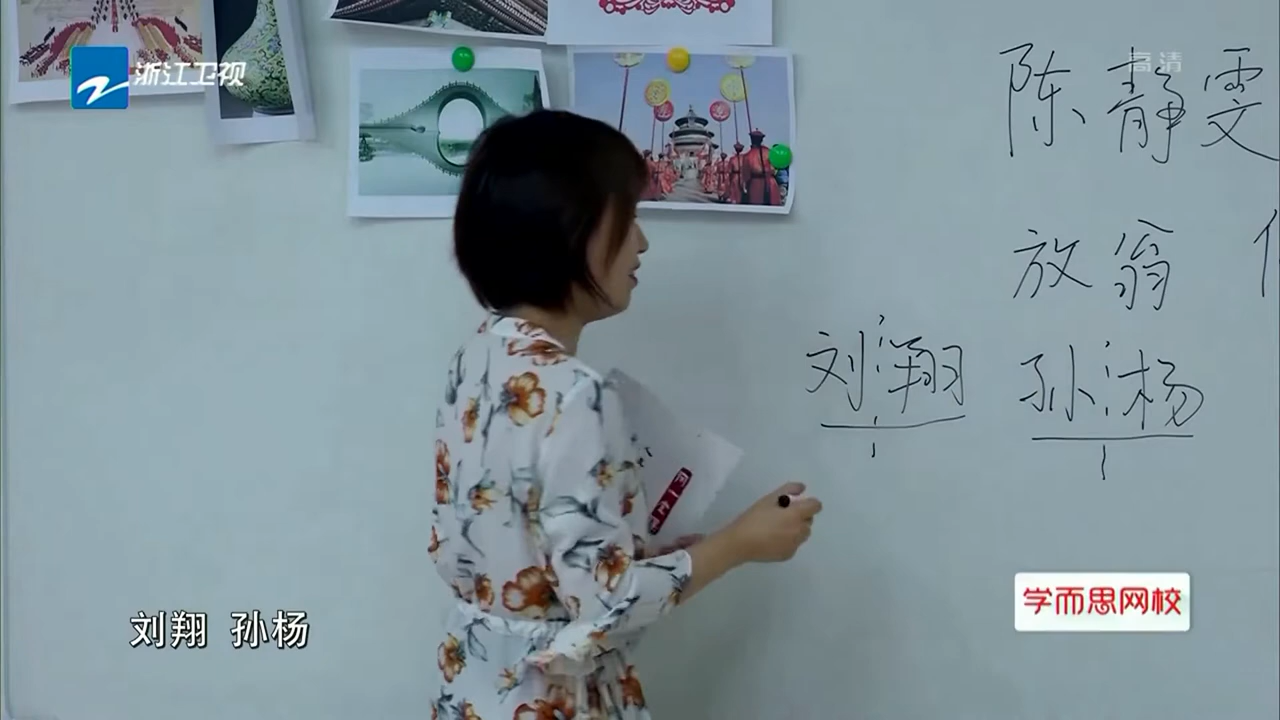 浙江卫视
高清
陈静雯
放翁
刘翔 孙杨
学而思网校
刘翔 孙杨